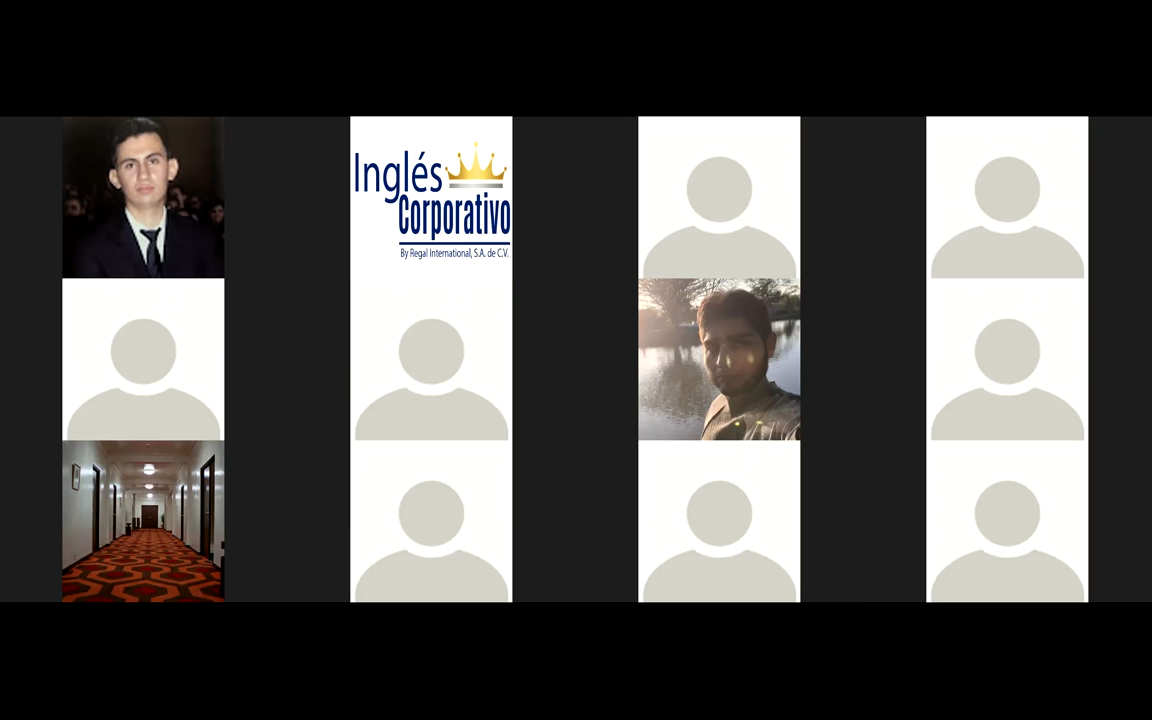 Inglés
Corporativo
By Regal International, S.A. de C.V.